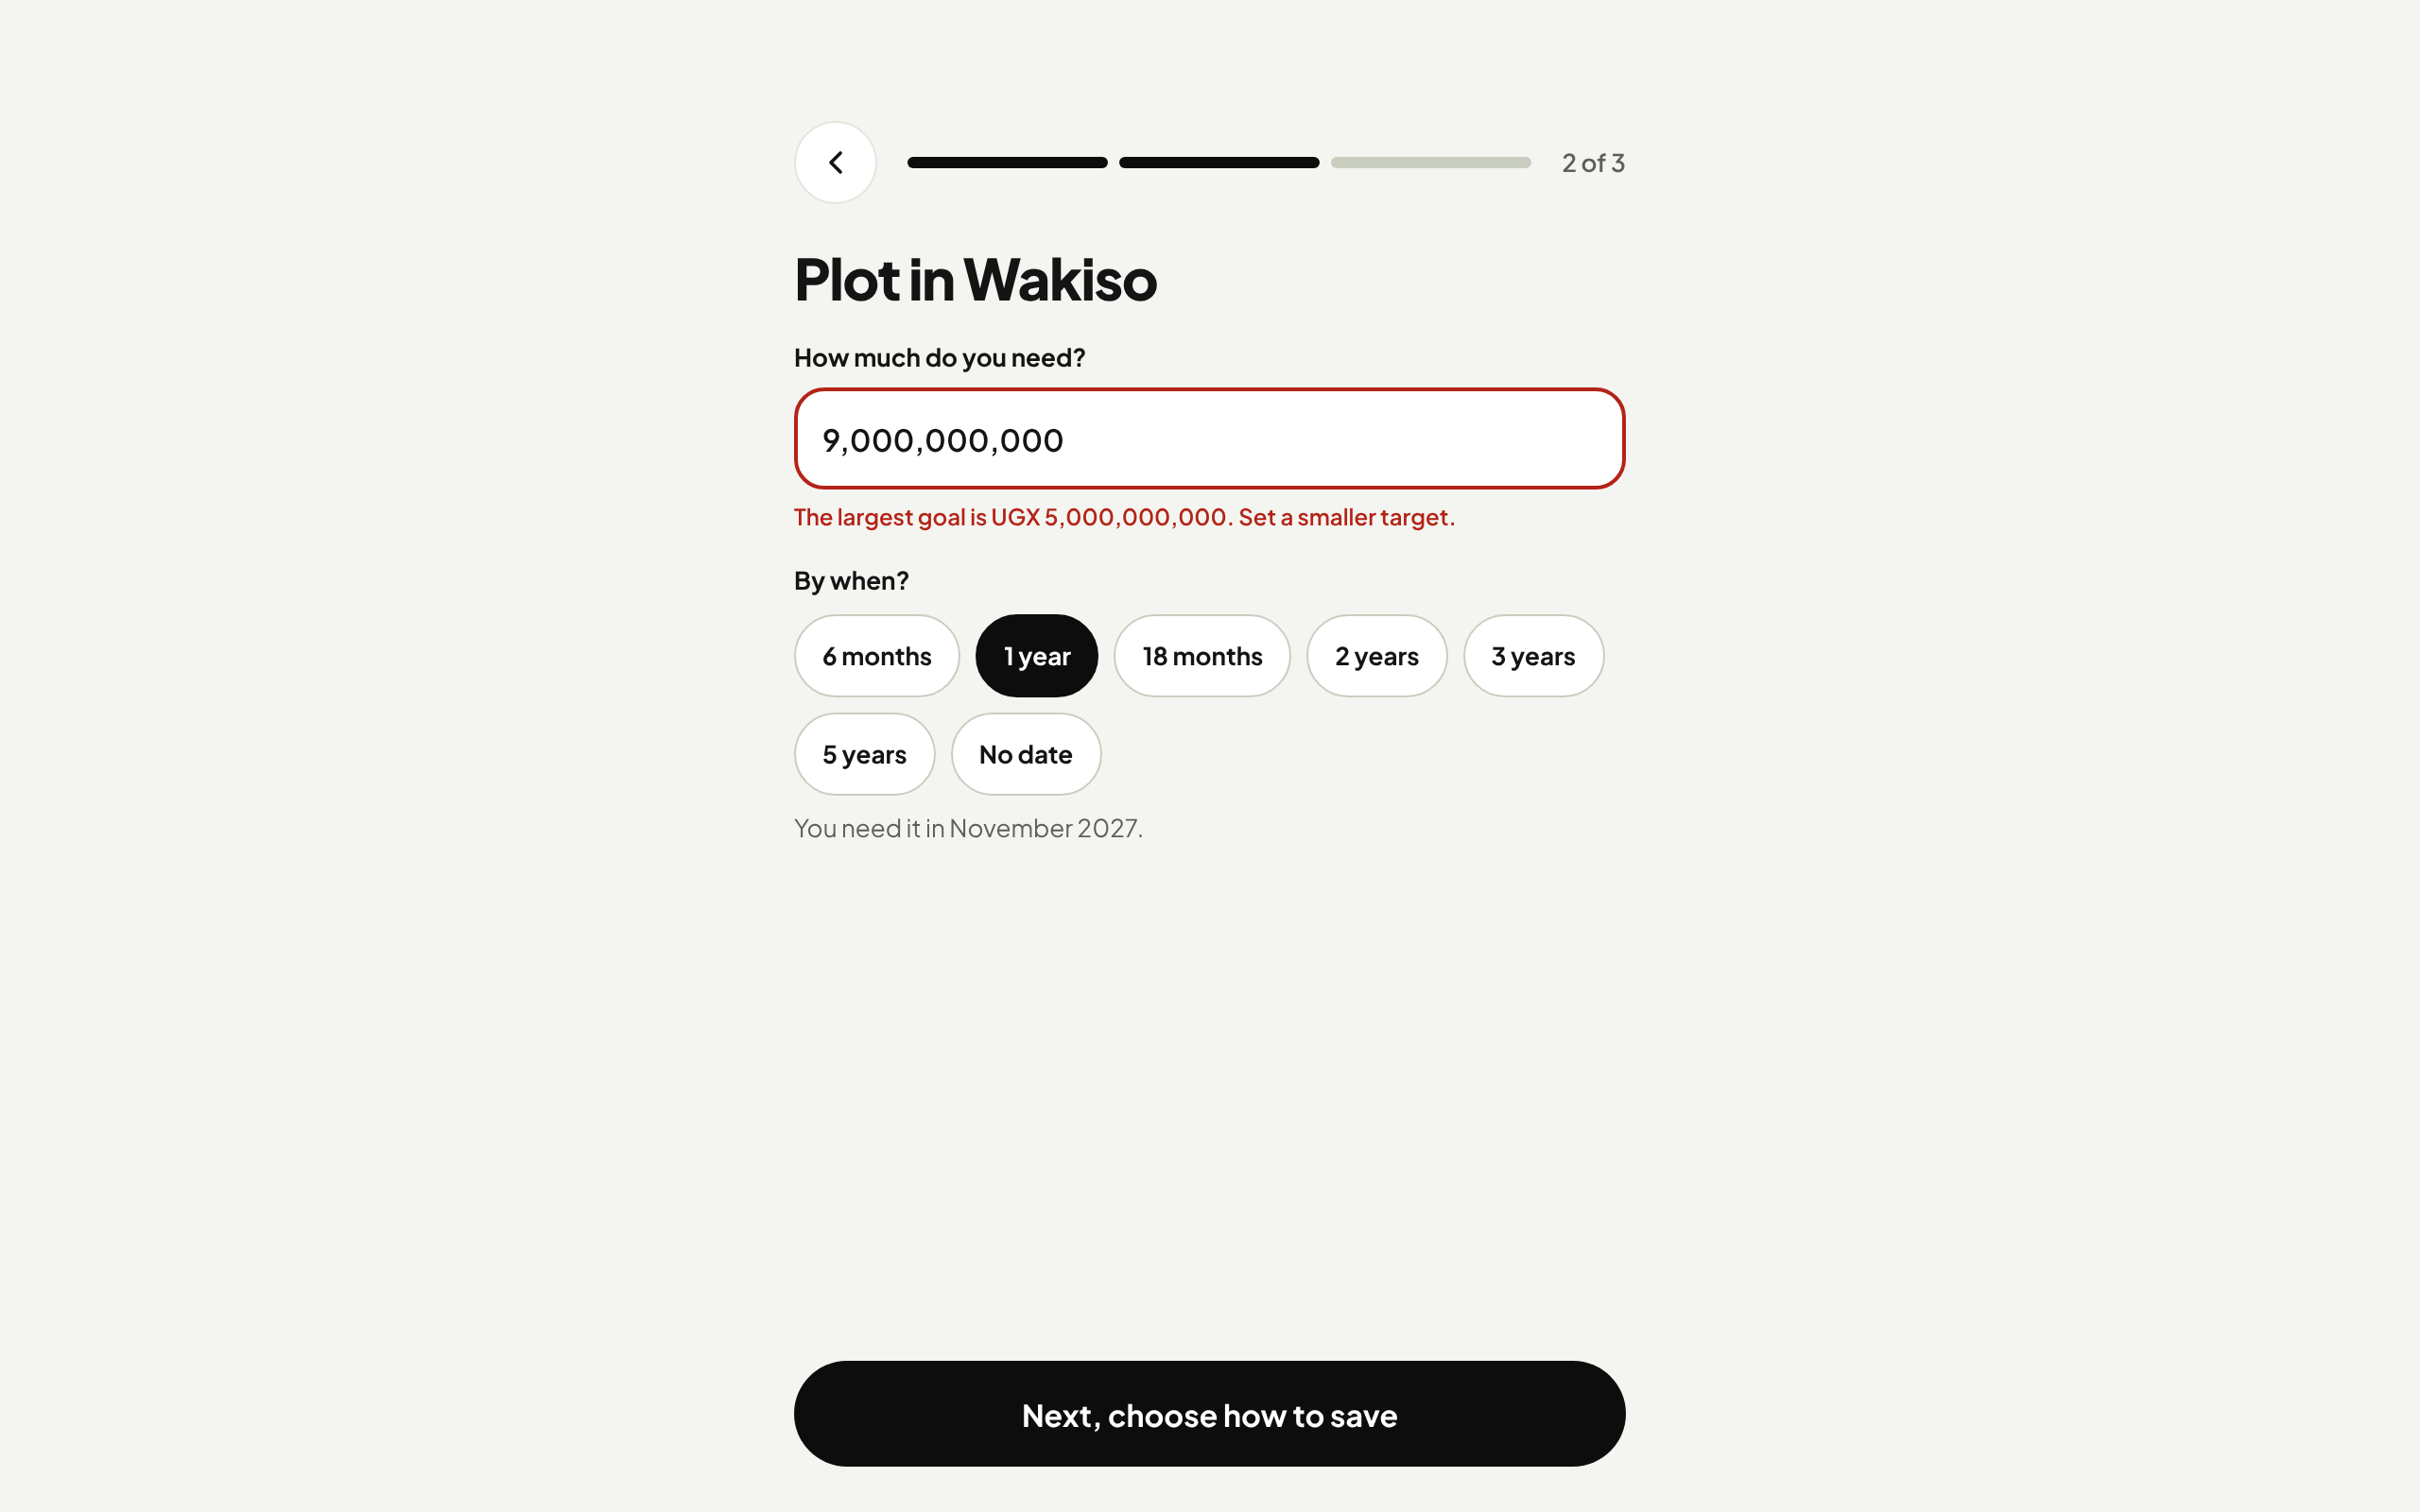 2 of 3
Plot in Wakiso
How much do you need?
9,000,000,000
The largest goal is UGX 5,000,000,000. Set a smaller target.
By when?
6 months
1 year
18 months
2 years
3 years
5 years
No date
You need it in November 2027.
Next, choose how to save